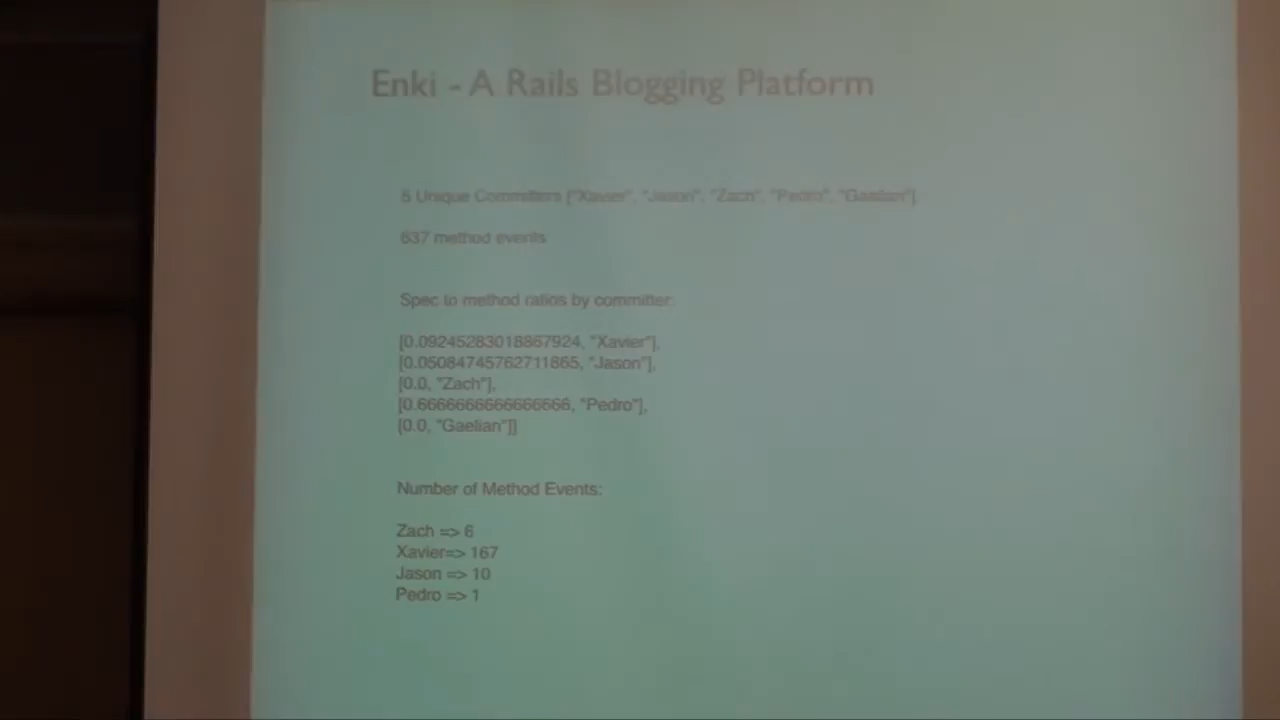 Enki - A Rails Blogging Platform
5 Unique Committers ["Xavier", "Jason", "Zach", "Pedro", "Gaelian"].
637 method events
Spec to method ratios by committer:
[0.09245283018867924, "Xavier"],
[0.05084745762711865, "Jason"],
[0.0, "Zach"],
[0.6666666666666666, "Pedro"],
[0.0, "Gaelian"]]
Number of Method Events:
Zach => 6
Xavier=> 167
Jason => 10
Pedro => 1